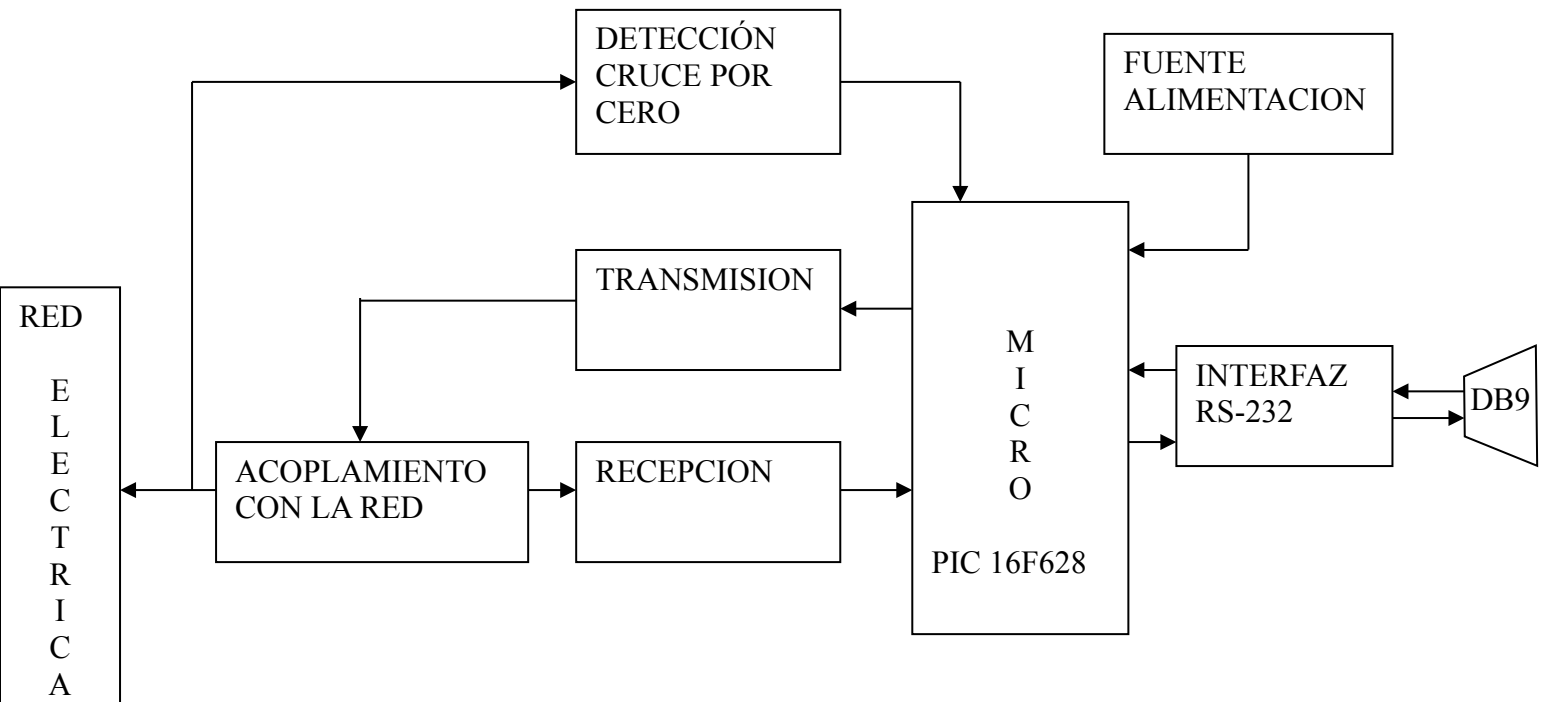 DETECCIÓN
CRUCE POR
CERO
FUENTE
ALIMENTACION
TRANSMISION
RED
E
L
E
C
T
R
I
C
A
ACOPLAMIENTO
CON LA RED
RECEPCION
M
I
C
R
O
PIC 16F628
INTERFAZ
RS-232
DB9